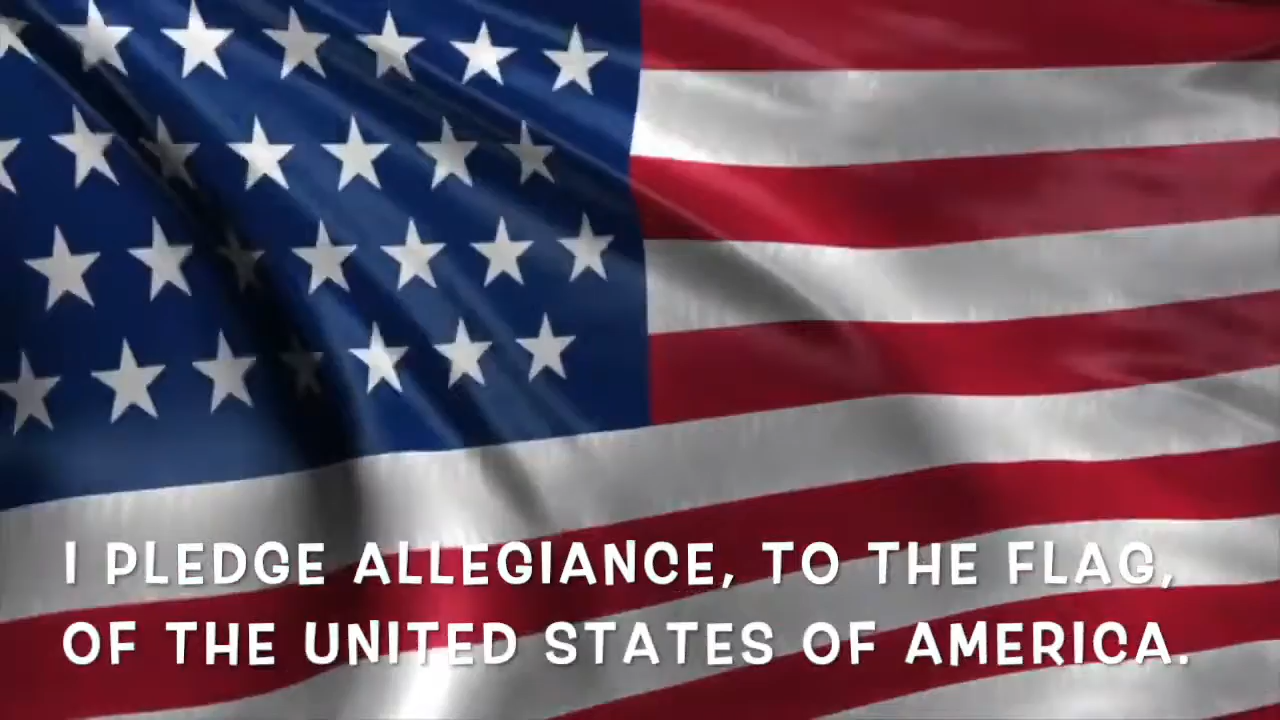 I PLEDGE ALLEGIANCE, TO THE FLAG,
OF THE UNITED STATES OF AMERICA.